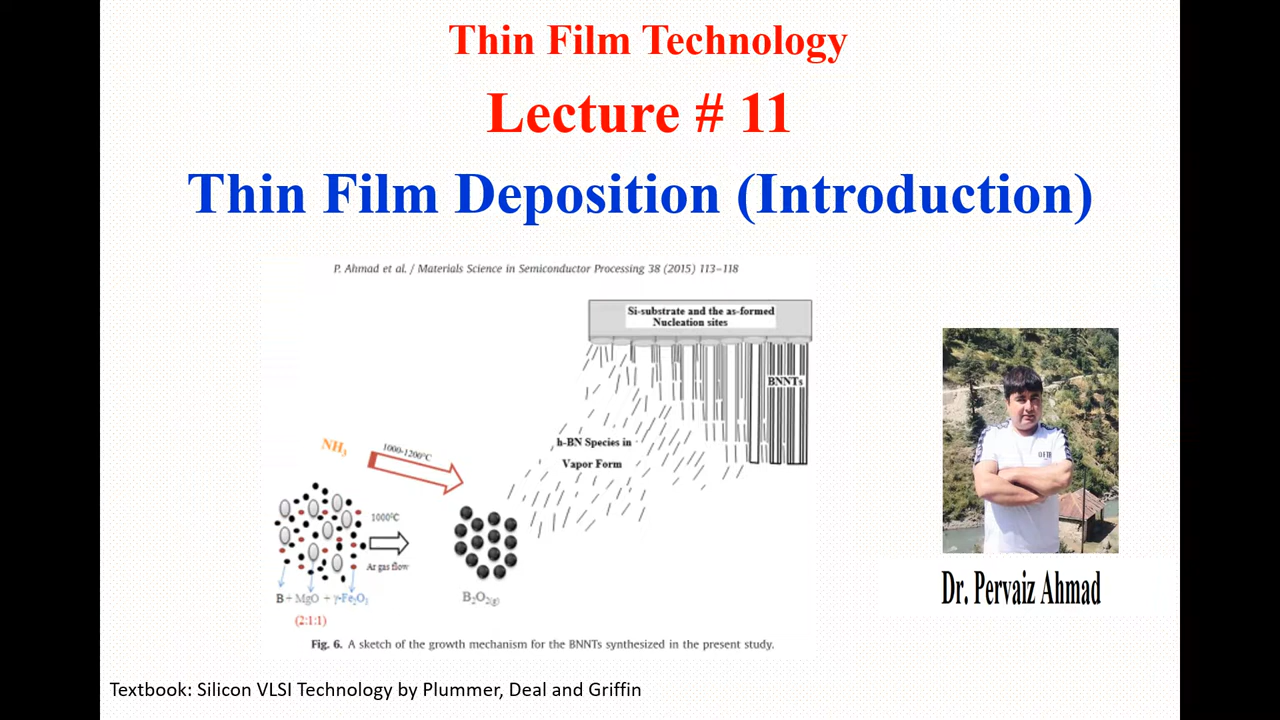 Thin Film Technology
Lecture # 11
Thin Film Deposition (Introduction)
P. Ahmad et al. / Materials Science in Semiconductor Processing 38 (2015) 113–118
Si-substrate and the as-formed
Nucleation sites
BNNTs
h-BN Species in
Vapor Form
NH3
1000-1200°C
1000°C
Ar gas flow
B + MgO + γ-Fe2O3
(2:1:1)
B2O2(g)
Fig. 6. A sketch of the growth mechanism for the BNNTs synthesized in the present study.
Dr. Pervaiz Ahmad
Textbook: Silicon VLSI Technology by Plummer, Deal and Griffin